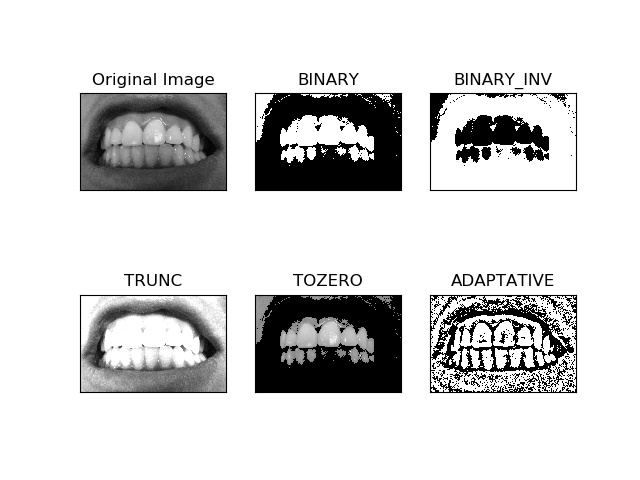 Original Image
BINARY
BINARY_INV
TRUNC
TOZERO
ADAPTATIVE